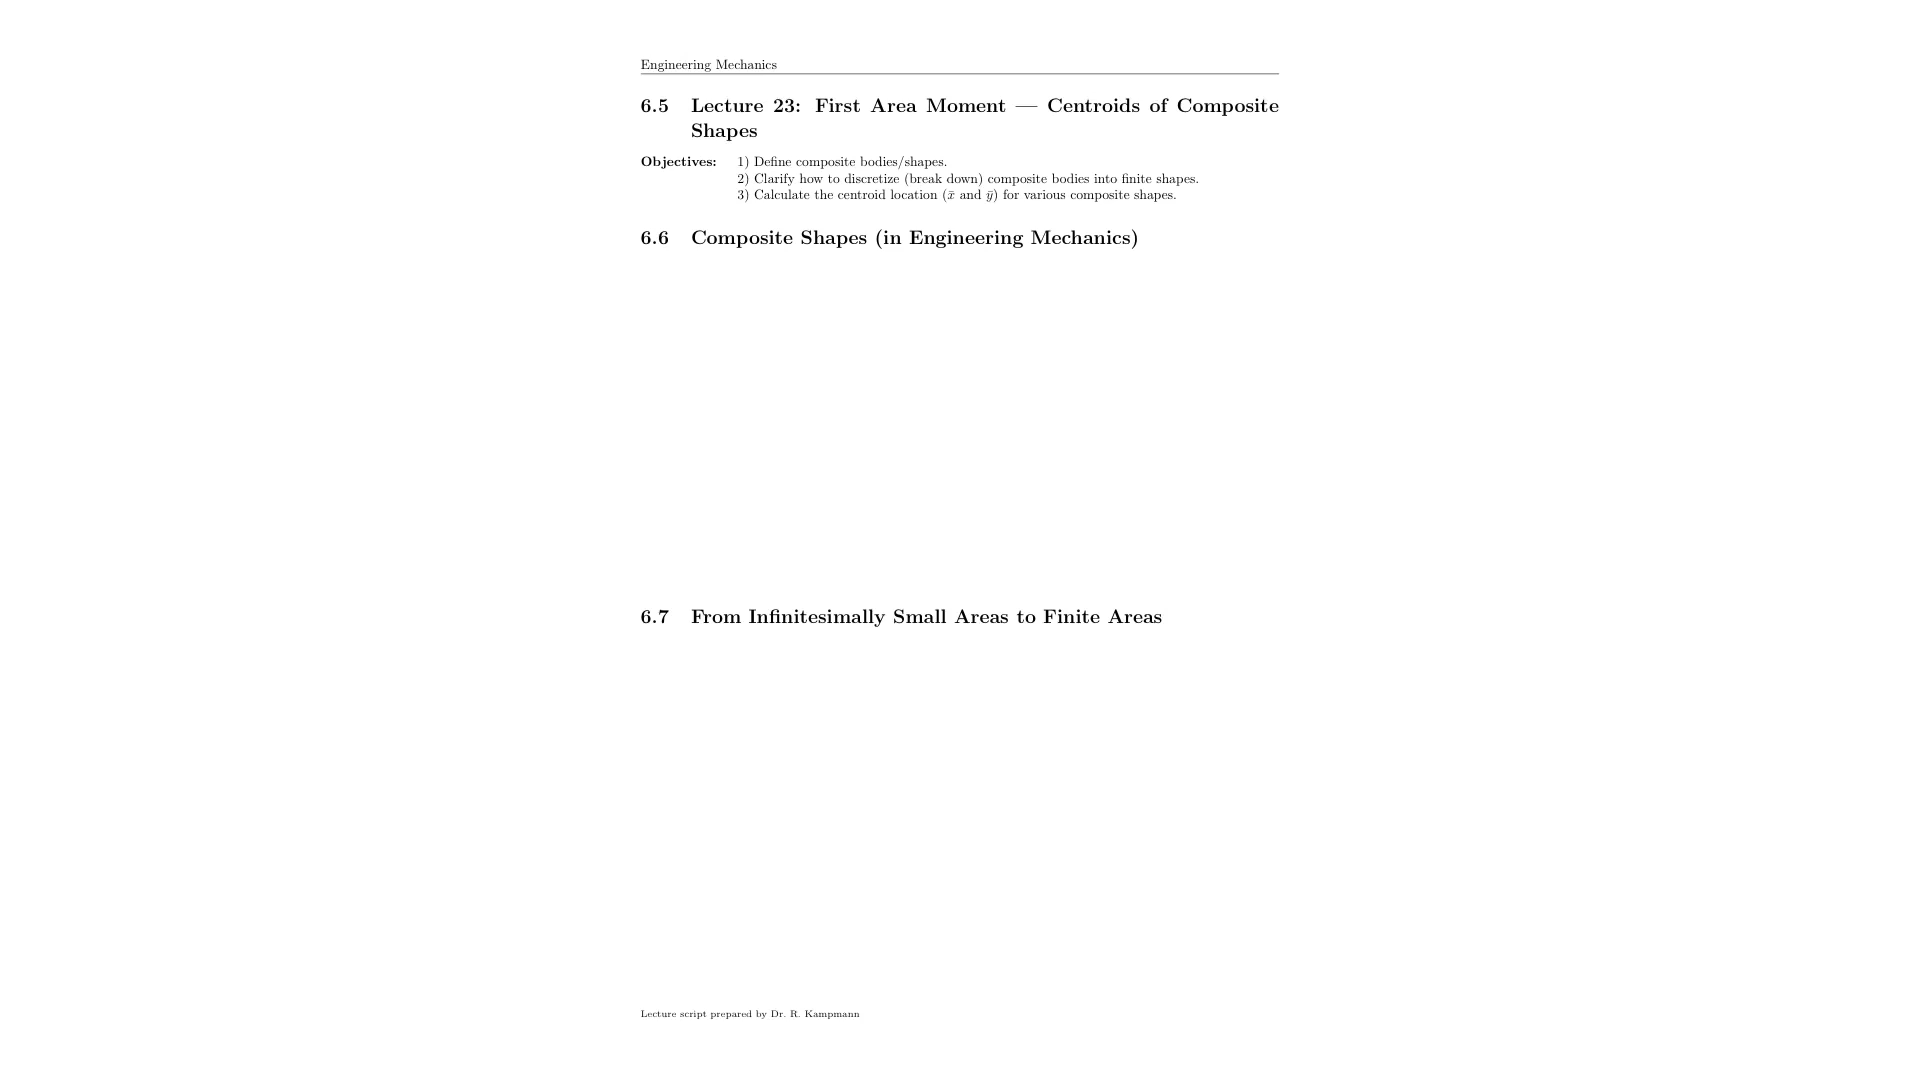 Engineering Mechanics
6.5 Lecture 23: First Area Moment — Centroids of Composite
Shapes
Objectives: 1) Define composite bodies/shapes.
2) Clarify how to discretize (break down) composite bodies into finite shapes.
3) Calculate the centroid location (x̄ and ȳ) for various composite shapes.
6.6 Composite Shapes (in Engineering Mechanics)
6.7 From Infinitesimally Small Areas to Finite Areas
Lecture script prepared by Dr. R. Kampmann